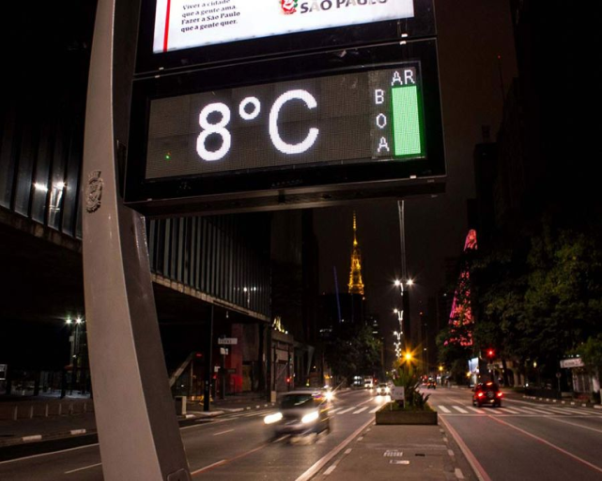 Viver a cidade
que a gente ama
Fazer a São Paulo
que a gente quer.
SÃO PAULO
8°C
AR
BOA